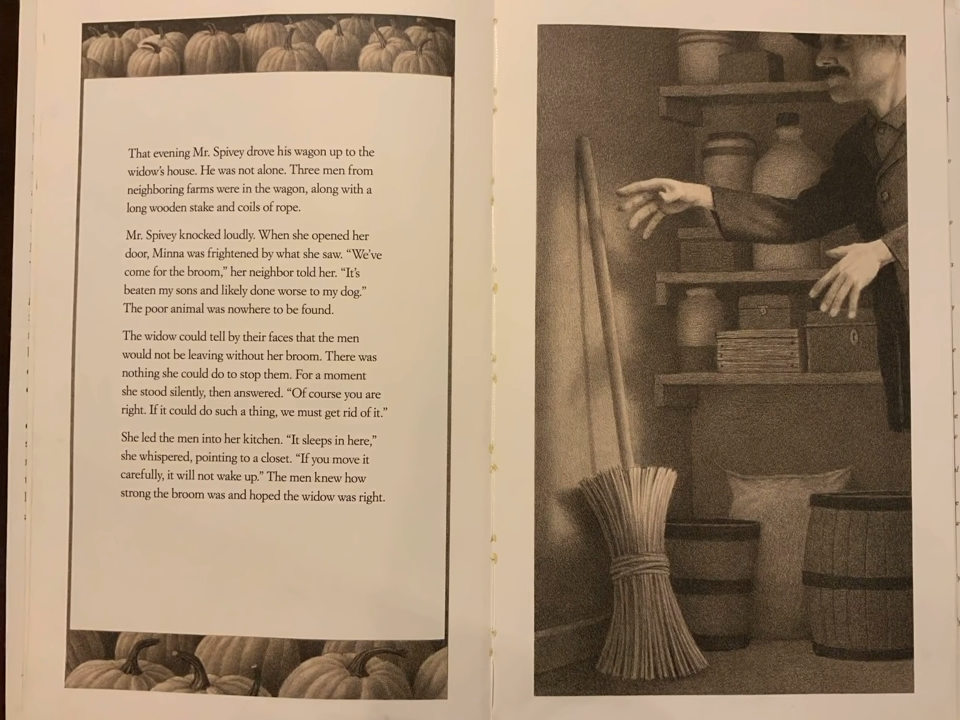 That evening Mr. Spivey drove his wagon up to the
widow's house. He was not alone. Three men from
neighboring farms were in the wagon, along with a
long wooden stake and coils of rope.
Mr. Spivey knocked loudly. When she opened her
door, Minna was frightened by what she saw. "We've
come for the broom," her neighbor told her. "It's
beaten my sons and likely done worse to my dog."
The poor animal was nowhere to be found.
The widow could tell by their faces that the men
would not be leaving without her broom. There was
nothing she could do to stop them. For a moment
she stood silently, then answered. "Of course you are
right. If it could do such a thing, we must get rid of it."
She led the men into her kitchen. "It sleeps in here,"
she whispered, pointing to a closet. "If you move it
carefully, it will not wake up." The men knew how
strong the broom was and hoped the widow was right.